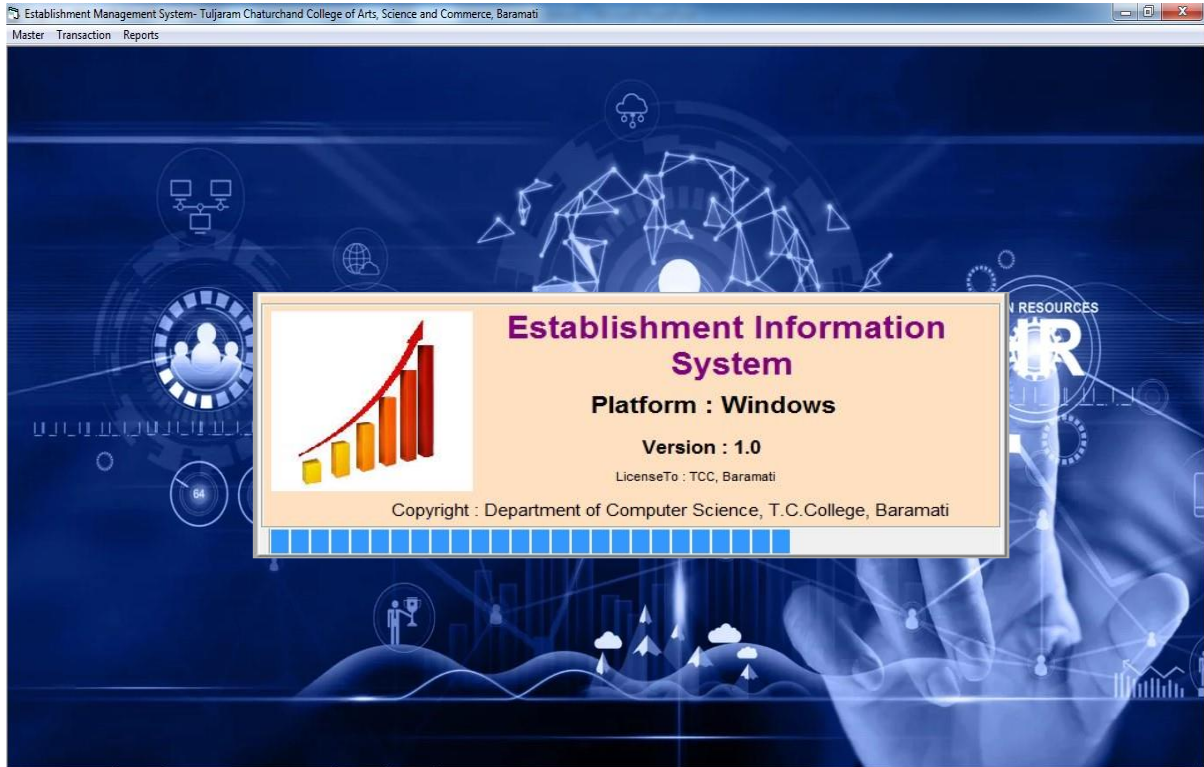 Establishment Management System- Tuljaram Chaturchand College of Arts, Science and Commerce, Baramati
Master Transaction Reports
Establishment Information
System
Platform : Windows
Version : 1.0
LicenseTo : TCC, Baramati
Copyright : Department of Computer Science, T.C.College, Baramati
N RESOURCES
HR
64